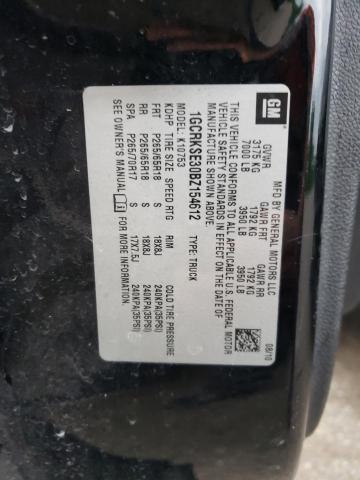 GM
MFD BY GENERAL MOTORS LLC
08/10
GVWR GAWR FRT GAWR RR
3175 KG 1792 KG 1792 KG
7000 LB 3950 LB 3950 LB
THIS VEHICLE CONFORMS TO ALL APPLICABLE U.S. FEDERAL MOTOR
VEHICLE SAFETY STANDARDS IN EFFECT ON THE DATE OF
MANUFACTURE SHOWN ABOVE.
1GCRKSE30BZ154612 TYPE: TRUCK
MODEL: K10753
KDHP TIRE SIZE SPEED RTG RIM COLD TIRE PRESSURE
FRT P265/65R18 S 18X8J 240KPA(35PSI)
RR P265/65R18 S 18X8J 240KPA(35PSI)
SPA P265/70R17 S 17X7.5J 240KPA(35PSI)
SEE OWNER'S MANUAL